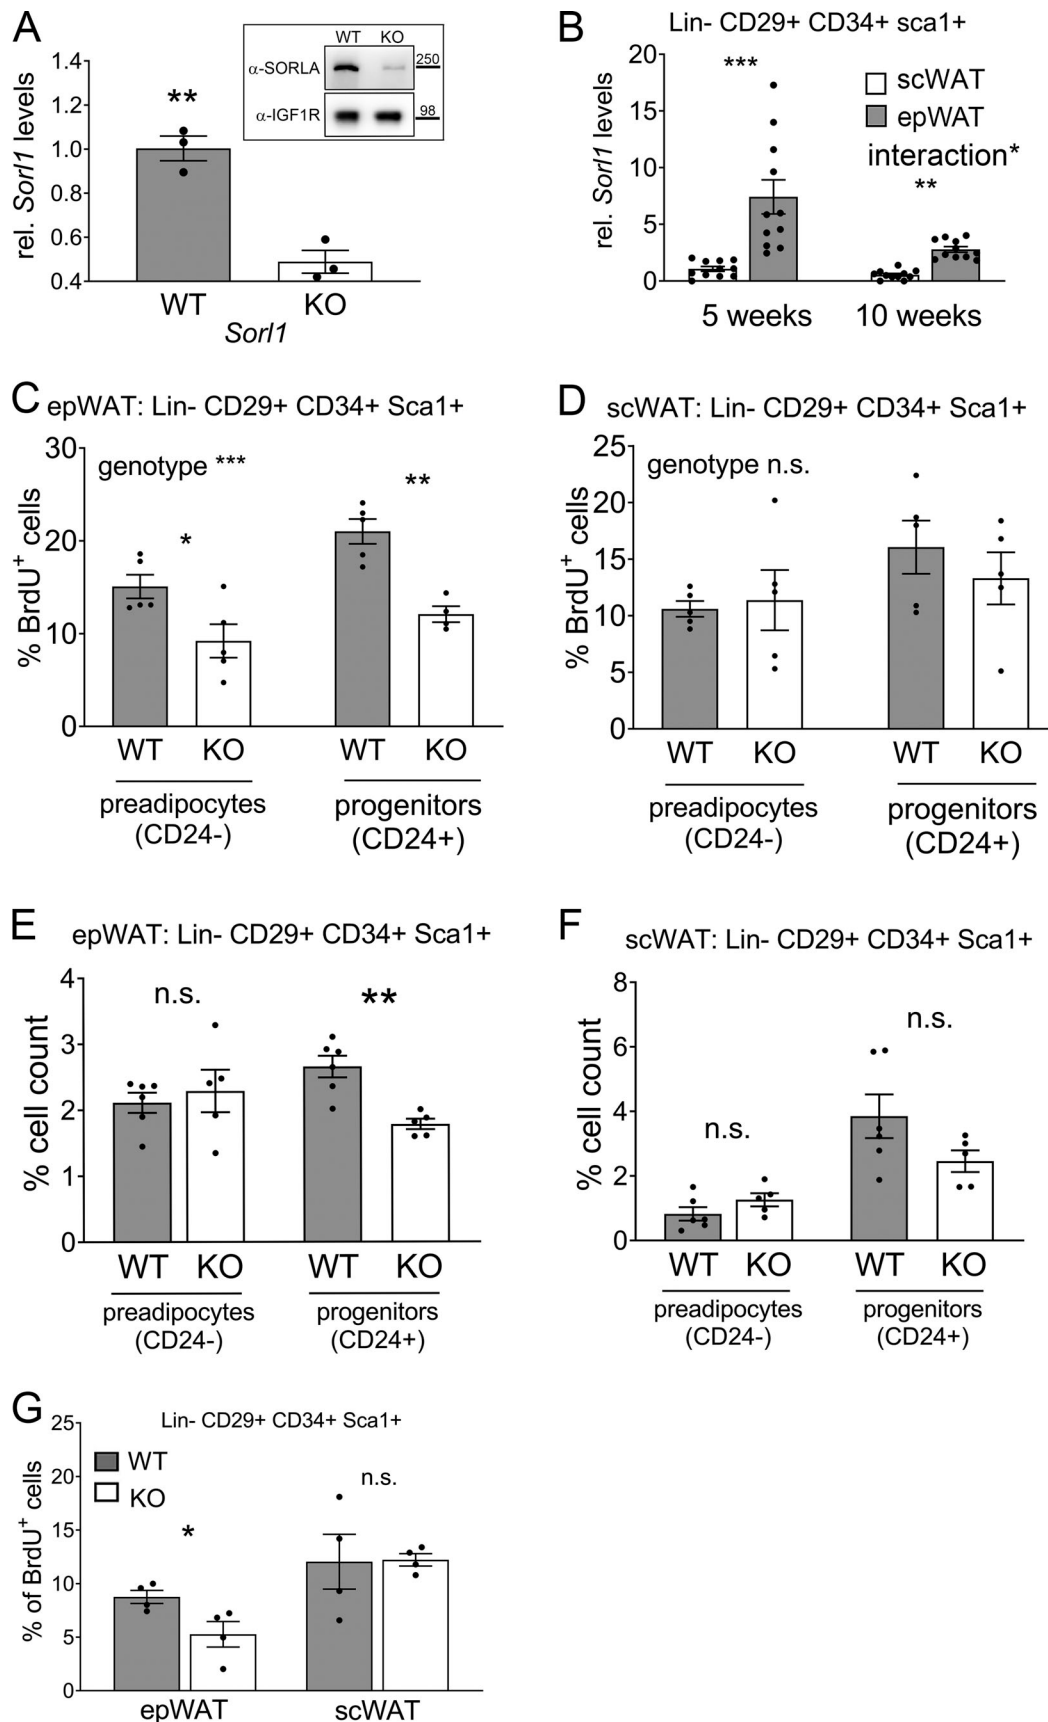 A
rel. Sorl1 levels
1.4
1.2
1.0
0.8
0.6
0.4
**
WT KO
α-SORLA
250
α-IGF1R
98
WT KO
Sorl1
B
Lin- CD29+ CD34+ sca1+
rel. Sorl1 levels
20
15
10
5
0
***
scWAT
epWAT
interaction*
**
5 weeks 10 weeks
C
epWAT: Lin- CD29+ CD34+ Sca1+
% BrdU+ cells
30
20
10
0
genotype ***
*
**
WT KO WT KO
preadipocytes
(CD24-)
progenitors
(CD24+)
D
scWAT: Lin- CD29+ CD34+ Sca1+
% BrdU+ cells
25
20
15
10
5
0
genotype n.s.
WT KO WT KO
preadipocytes
(CD24-)
progenitors
(CD24+)
E
epWAT: Lin- CD29+ CD34+ Sca1+
% cell count
4
3
2
1
0
n.s.
**
WT KO WT KO
preadipocytes
(CD24-)
progenitors
(CD24+)
F
scWAT: Lin- CD29+ CD34+ Sca1+
% cell count
8
6
4
2
0
n.s.
n.s.
WT KO WT KO
preadipocytes
(CD24-)
progenitors
(CD24+)
G
Lin- CD29+ CD34+ Sca1+
% of BrdU+ cells
25
20
15
10
5
0
WT
KO
*
n.s.
epWAT scWAT